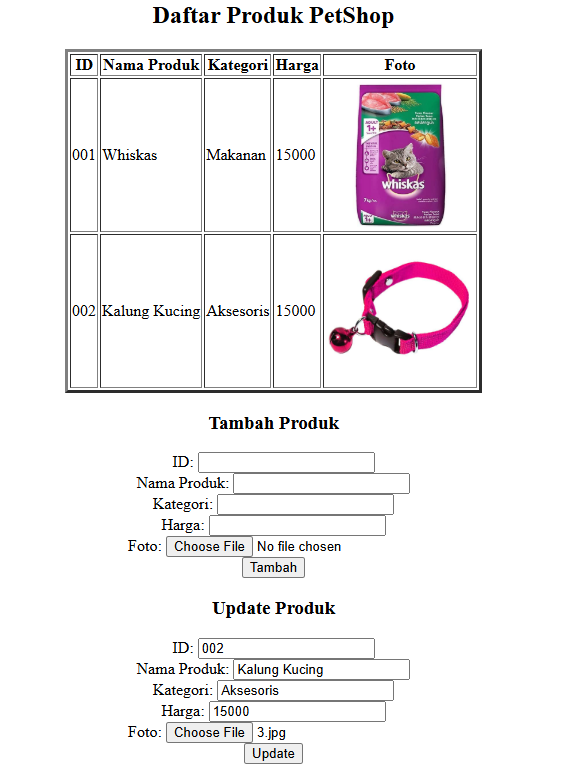 Daftar Produk PetShop
ID Nama Produk Kategori Harga Foto
001 Whiskas Makanan 15000
ADULT
1+
whiskas
002 Kalung Kucing Aksesoris 15000
Tambah Produk
ID:
Nama Produk:
Kategori:
Harga:
Foto: Choose File No file chosen
Tambah
Update Produk
ID: 002
Nama Produk: Kalung Kucing
Kategori: Aksesoris
Harga: 15000
Foto: Choose File 3.jpg
Update